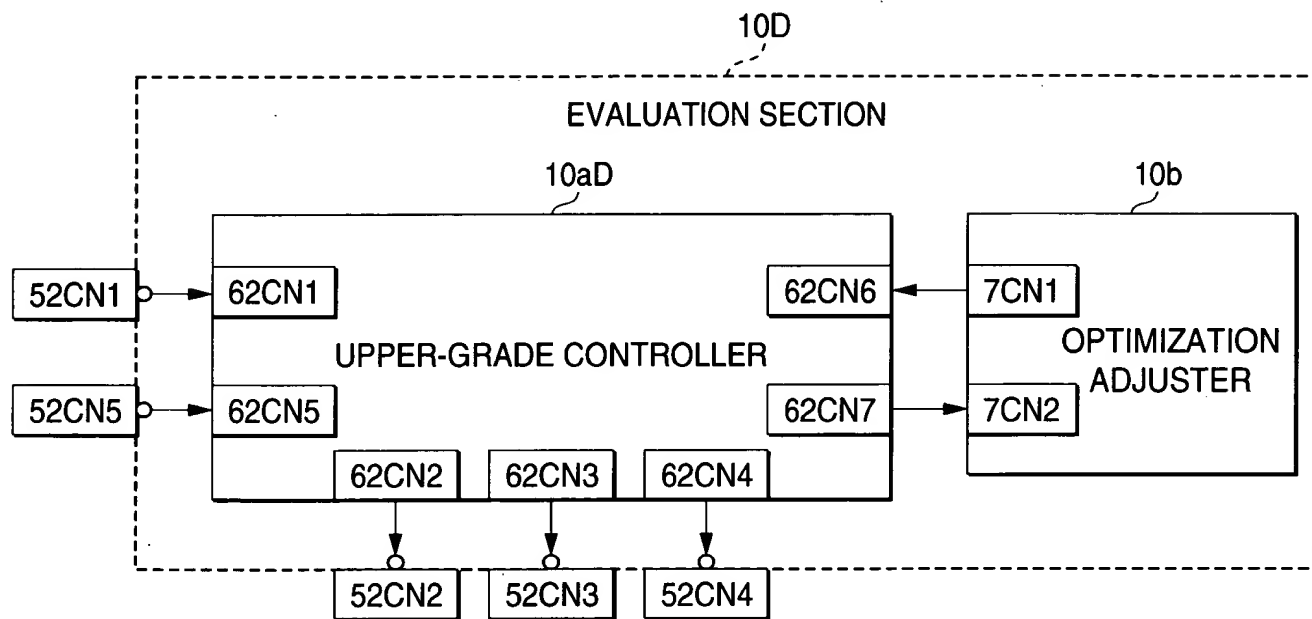 10D
EVALUATION SECTION
10aD
10b
52CN1
62CN1
62CN6
7CN1
UPPER-GRADE CONTROLLER
OPTIMIZATION
ADJUSTER
52CN5
62CN5
62CN7
7CN2
62CN2
62CN3
62CN4
52CN2
52CN3
52CN4